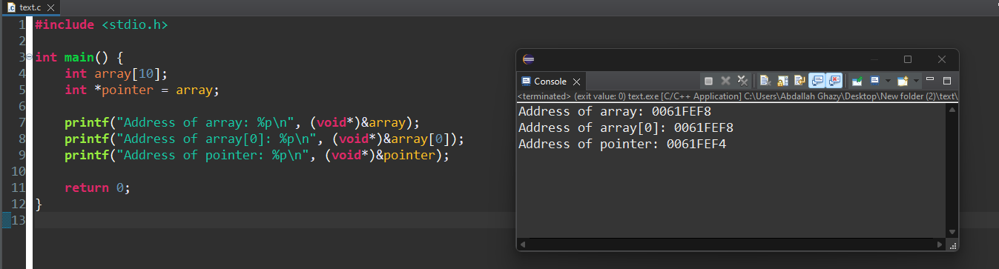 text.c
1 #include <stdio.h>
2
3 int main() {
4     int array[10];
5     int *pointer = array;
6
7     printf("Address of array: %p\n", (void*)&array);
8     printf("Address of array[0]: %p\n", (void*)&array[0]);
9     printf("Address of pointer: %p\n", (void*)&pointer);
10
11     return 0;
12 }
13
Console
<terminated> (exit value: 0) text.exe [C/C++ Application] C:\Users\Abdallah Ghazy\Desktop\New folder (2)\text\
Address of array: 0061FEF8
Address of array[0]: 0061FEF8
Address of pointer: 0061FEF4